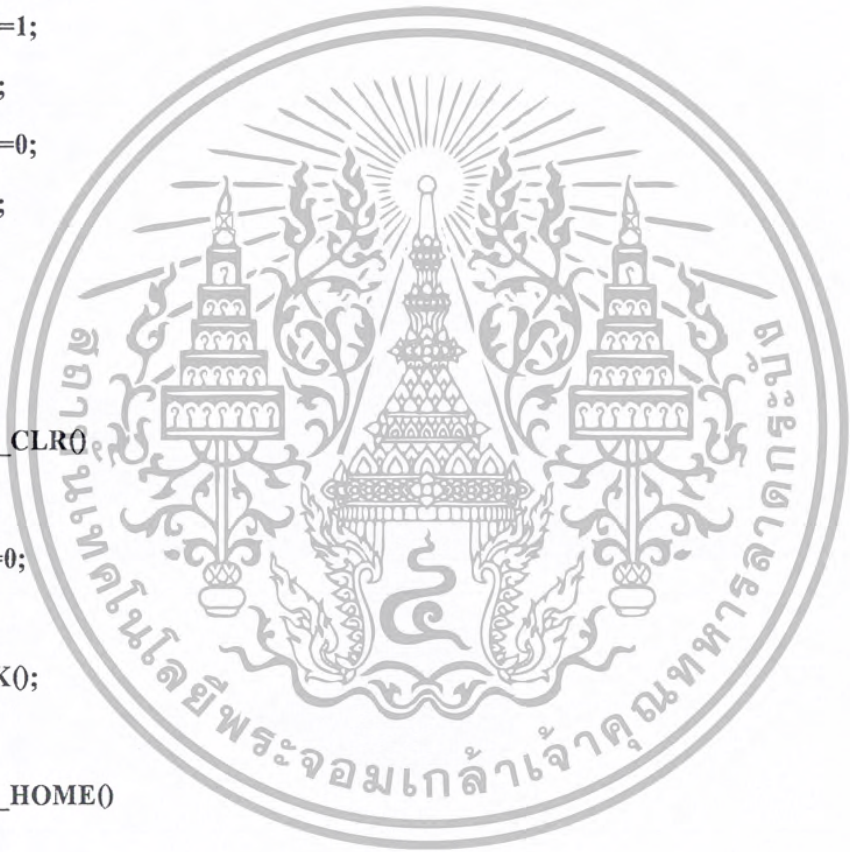 =1;
;
=0;
;
_CLR()
=0;
K();
_HOME()
สถาบันเทคโนโลยีพระจอมเกล้าเจ้าคุณทหารลาดกระบัง
๔